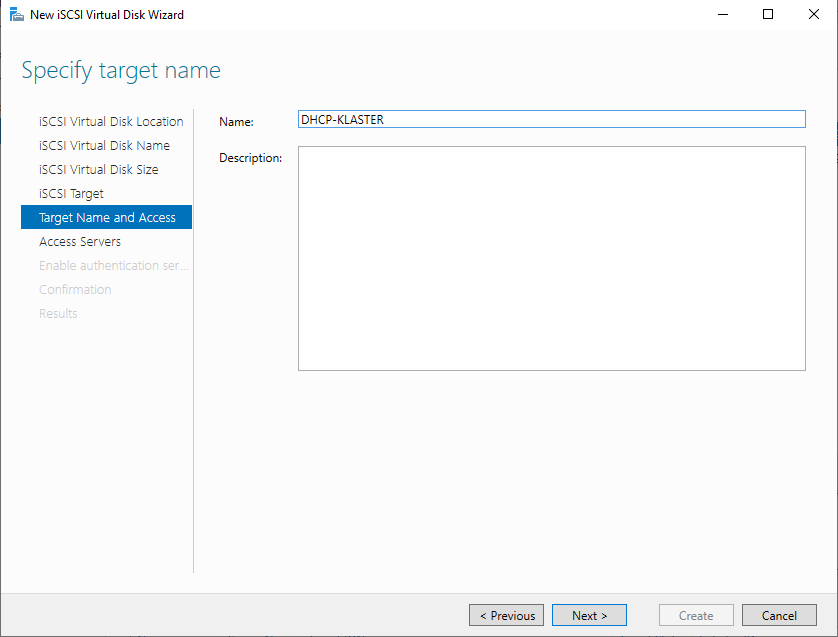 New iSCSI Virtual Disk Wizard
Specify target name
iSCSI Virtual Disk Location
iSCSI Virtual Disk Name
iSCSI Virtual Disk Size
iSCSI Target
Target Name and Access
Access Servers
Enable authentication ser...
Confirmation
Results
Name:
DHCP-KLASTER
Description:
< Previous
Next >
Create
Cancel